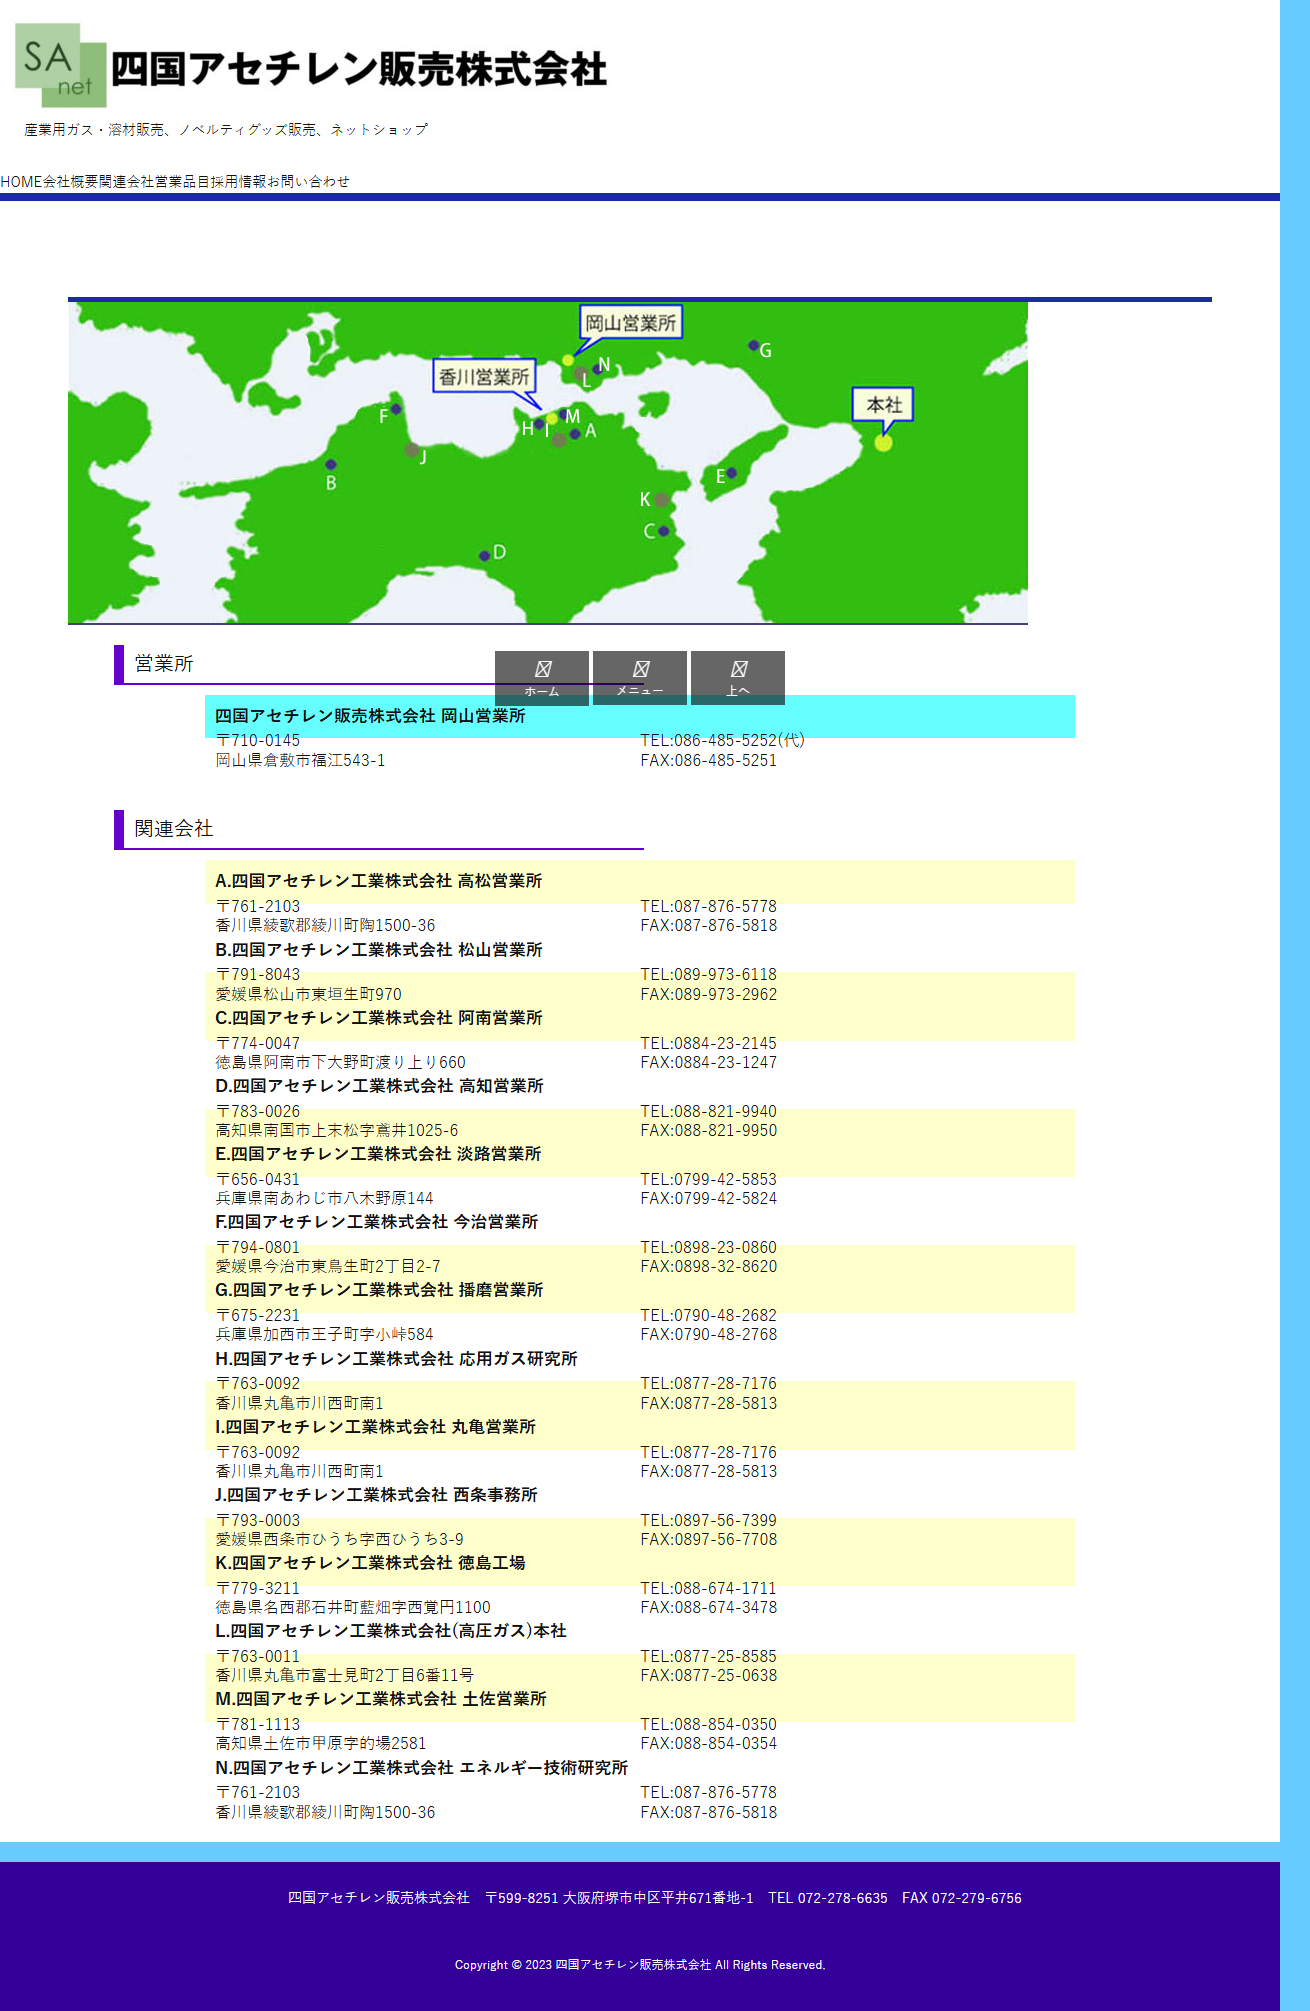 SA
net
四国アセチレン販売株式会社
産業用ガス・溶材販売、ノベルティグッズ販売、ネットショップ
HOME会社概要関連会社営業品目採用情報お問い合わせ
岡山営業所
G
N
香川営業所
L
本社
F
M
H
I
A
J
B
E
K
C
D
営業所
ホーム
メニュー
上へ
四国アセチレン販売株式会社 岡山営業所
〒710-0145 TEL:086-485-5252(代)
岡山県倉敷市福江543-1 FAX:086-485-5251
関連会社
A.四国アセチレン工業株式会社 高松営業所
〒761-2103 TEL:087-876-5778
香川県綾歌郡綾川町陶1500-36 FAX:087-876-5818
B.四国アセチレン工業株式会社 松山営業所
〒791-8043 TEL:089-973-6118
愛媛県松山市東垣生町970 FAX:089-973-2962
C.四国アセチレン工業株式会社 阿南営業所
〒774-0047 TEL:0884-23-2145
徳島県阿南市下大野町渡り上り660 FAX:0884-23-1247
D.四国アセチレン工業株式会社 高知営業所
〒783-0026 TEL:088-821-9940
高知県南国市上末松字鳶井1025-6 FAX:088-821-9950
E.四国アセチレン工業株式会社 淡路営業所
〒656-0431 TEL:0799-42-5853
兵庫県南あわじ市八木野原144 FAX:0799-42-5824
F.四国アセチレン工業株式会社 今治営業所
〒794-0801 TEL:0898-23-0860
愛媛県今治市東鳥生町2丁目2-7 FAX:0898-32-8620
G.四国アセチレン工業株式会社 播磨営業所
〒675-2231 TEL:0790-48-2682
兵庫県加西市王子町字小峠584 FAX:0790-48-2768
H.四国アセチレン工業株式会社 応用ガス研究所
〒763-0092 TEL:0877-28-7176
香川県丸亀市川西町南1 FAX:0877-28-5813
I.四国アセチレン工業株式会社 丸亀営業所
〒763-0092 TEL:0877-28-7176
香川県丸亀市川西町南1 FAX:0877-28-5813
J.四国アセチレン工業株式会社 西条事務所
〒793-0003 TEL:0897-56-7399
愛媛県西条市ひうち字西ひうち3-9 FAX:0897-56-7708
K.四国アセチレン工業株式会社 徳島工場
〒779-3211 TEL:088-674-1711
徳島県名西郡石井町藍畑字西覚円1100 FAX:088-674-3478
L.四国アセチレン工業株式会社(高圧ガス)本社
〒763-0011 TEL:0877-25-8585
香川県丸亀市富士見町2丁目6番11号 FAX:0877-25-0638
M.四国アセチレン工業株式会社 土佐営業所
〒781-1113 TEL:088-854-0350
高知県土佐市甲原字的場2581 FAX:088-854-0354
N.四国アセチレン工業株式会社 エネルギー技術研究所
〒761-2103 TEL:087-876-5778
香川県綾歌郡綾川町陶1500-36 FAX:087-876-5818
四国アセチレン販売株式会社　〒599-8251 大阪府堺市中区平井671番地-1　TEL 072-278-6635　FAX 072-279-6756
Copyright © 2023 四国アセチレン販売株式会社 All Rights Reserved.